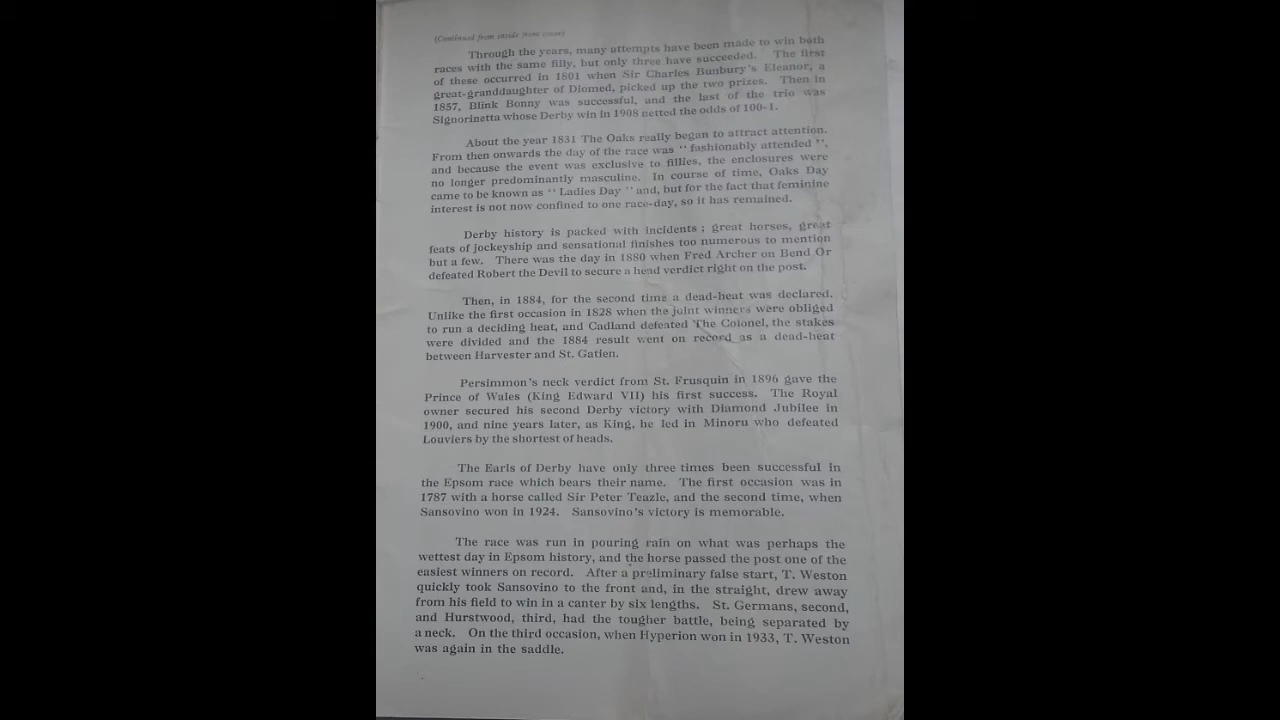 (Continued from inside front cover)
Through the years, many attempts have been made to win both
races with the same filly, but only three have succeeded. The first
of these occurred in 1801 when Sir Charles Bunbury's Eleanor, a
great-granddaughter of Diomed, picked up the two prizes. Then in
1857, Blink Bonny was successful, and the last of the trio was
Signorinetta whose Derby win in 1908 netted the odds of 100-1.
About the year 1831 The Oaks really began to attract attention.
From then onwards the day of the race was " fashionably attended ",
and because the event was exclusive to fillies, the enclosures were
no longer predominantly masculine. In course of time, Oaks Day
came to be known as " Ladies Day " and, but for the fact that feminine
interest is not now confined to one race-day, so it has remained.
Derby history is packed with incidents ; great horses, great
feats of jockeyship and sensational finishes too numerous to mention
but a few. There was the day in 1880 when Fred Archer on Bend Or
defeated Robert the Devil to secure a head verdict right on the post.
Then, in 1884, for the second time a dead-heat was declared.
Unlike the first occasion in 1828 when the joint winners were obliged
to run a deciding heat, and Cadland defeated The Colonel, the stakes
were divided and the 1884 result went on record as a dead-heat
between Harvester and St. Gatien.
Persimmon's neck verdict from St. Frusquin in 1896 gave the
Prince of Wales (King Edward VII) his first success. The Royal
owner secured his second Derby victory with Diamond Jubilee in
1900, and nine years later, as King, he led in Minoru who defeated
Louviers by the shortest of heads.
The Earls of Derby have only three times been successful in
the Epsom race which bears their name. The first occasion was in
1787 with a horse called Sir Peter Teazle, and the second time, when
Sansovino won in 1924. Sansovino's victory is memorable.
The race was run in pouring rain on what was perhaps the
wettest day in Epsom history, and the horse passed the post one of the
easiest winners on record. After a preliminary false start, T. Weston
quickly took Sansovino to the front and, in the straight, drew away
from his field to win in a canter by six lengths. St. Germans, second,
and Hurstwood, third, had the tougher battle, being separated by
a neck. On the third occasion, when Hyperion won in 1933, T. Weston
was again in the saddle.